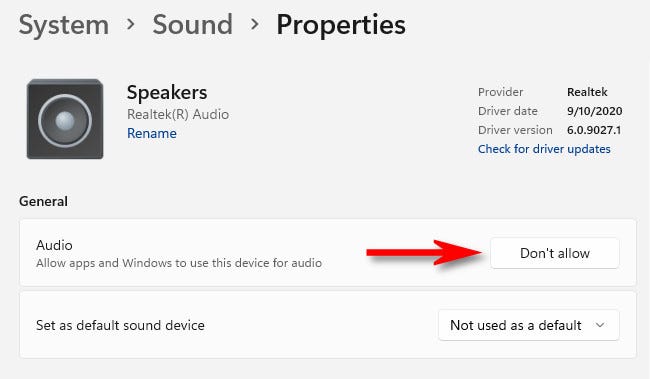 System > Sound > Properties
Speakers
Realtek(R) Audio
Rename
Provider Realtek
Driver date 9/10/2020
Driver version 6.0.9027.1
Check for driver updates
General
Audio
Allow apps and Windows to use this device for audio
Don't allow
Set as default sound device
Not used as a default